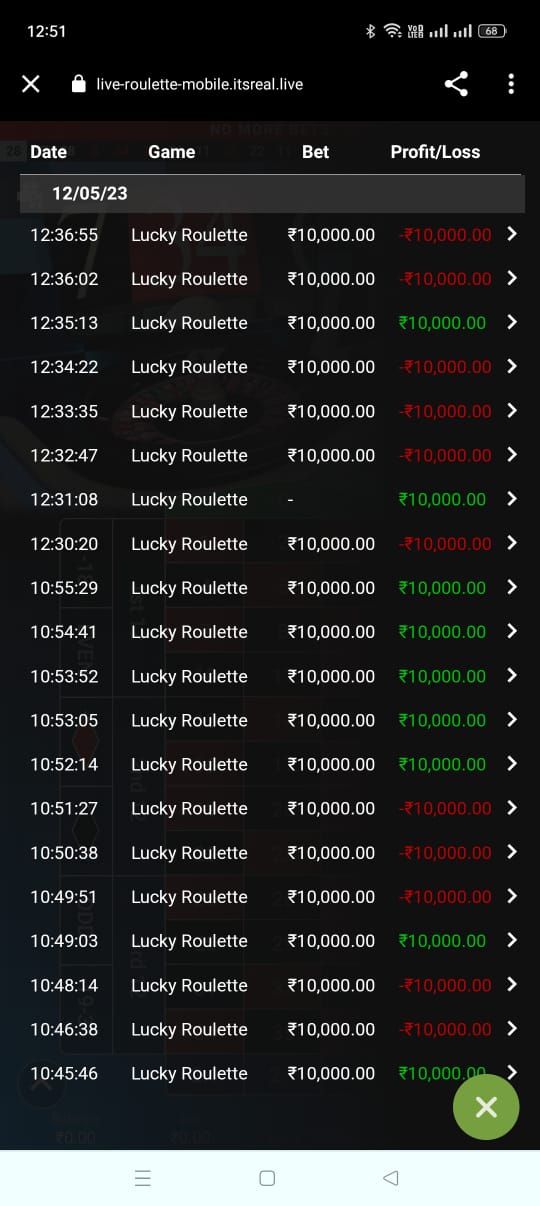 12:51
VoD LTE1 68
live-roulette-mobile.itsreal.live
NO MORE BETS
Date Game Bet Profit/Loss
12/05/23
12:36:55 Lucky Roulette ₹10,000.00 -₹10,000.00
12:36:02 Lucky Roulette ₹10,000.00 -₹10,000.00
12:35:13 Lucky Roulette ₹10,000.00 ₹10,000.00
12:34:22 Lucky Roulette ₹10,000.00 -₹10,000.00
12:33:35 Lucky Roulette ₹10,000.00 -₹10,000.00
12:32:47 Lucky Roulette ₹10,000.00 -₹10,000.00
12:31:08 Lucky Roulette - ₹10,000.00
12:30:20 Lucky Roulette ₹10,000.00 -₹10,000.00
10:55:29 Lucky Roulette ₹10,000.00 ₹10,000.00
10:54:41 Lucky Roulette ₹10,000.00 ₹10,000.00
10:53:52 Lucky Roulette ₹10,000.00 ₹10,000.00
10:53:05 Lucky Roulette ₹10,000.00 ₹10,000.00
10:52:14 Lucky Roulette ₹10,000.00 ₹10,000.00
10:51:27 Lucky Roulette ₹10,000.00 -₹10,000.00
10:50:38 Lucky Roulette ₹10,000.00 -₹10,000.00
10:49:51 Lucky Roulette ₹10,000.00 -₹10,000.00
10:49:03 Lucky Roulette ₹10,000.00 ₹10,000.00
10:48:14 Lucky Roulette ₹10,000.00 -₹10,000.00
10:46:38 Lucky Roulette ₹10,000.00 -₹10,000.00
10:45:46 Lucky Roulette ₹10,000.00 ₹10,000.00
₹0.00 ₹0.00